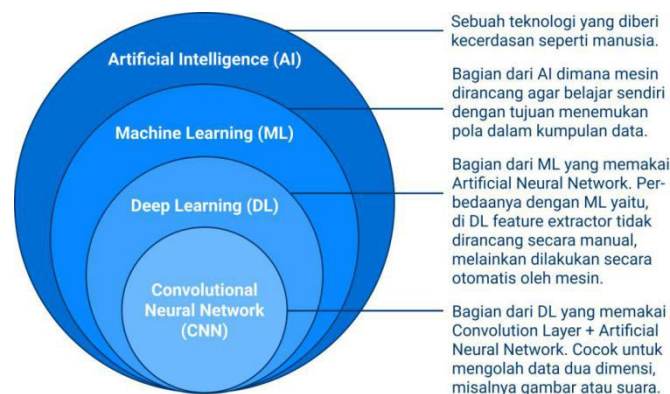 Artificial Intelligence (AI)
Machine Learning (ML)
Deep Learning (DL)
Convolutional
Neural Network
(CNN)
Sebuah teknologi yang diberi
kecerdasan seperti manusia.
Bagian dari AI dimana mesin
dirancang agar belajar sendiri
dengan tujuan menemukan
pola dalam kumpulan data.
Bagian dari ML yang memakai
Artificial Neural Network. Per-
bedaanya dengan ML yaitu,
di DL feature extractor tidak
dirancang secara manual,
melainkan dilakukan secara
otomatis oleh mesin.
Bagian dari DL yang memakai
Convolution Layer + Artificial
Neural Network. Cocok untuk
mengolah data dua dimensi,
misalnya gambar atau suara.